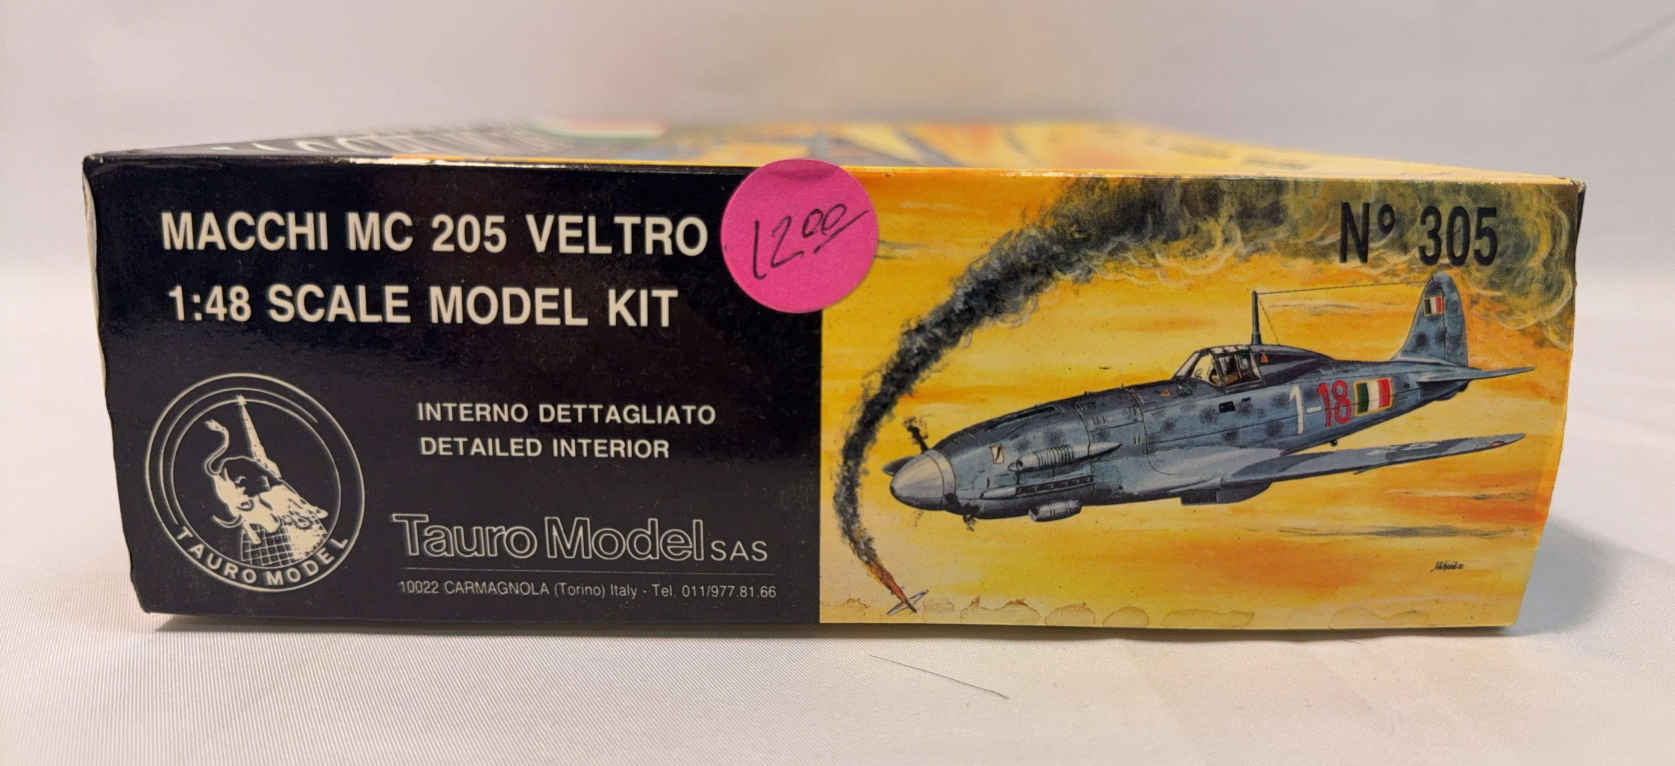 MACCHI MC 205 VELTRO
1:48 SCALE MODEL KIT
12.00
Nº 305
1-18
INTERNO DETTAGLIATO
DETAILED INTERIOR
TAURO MODEL
Tauro Model SAS
10022 CARMAGNOLA (Torino) Italy - Tel. 011/977.81.66